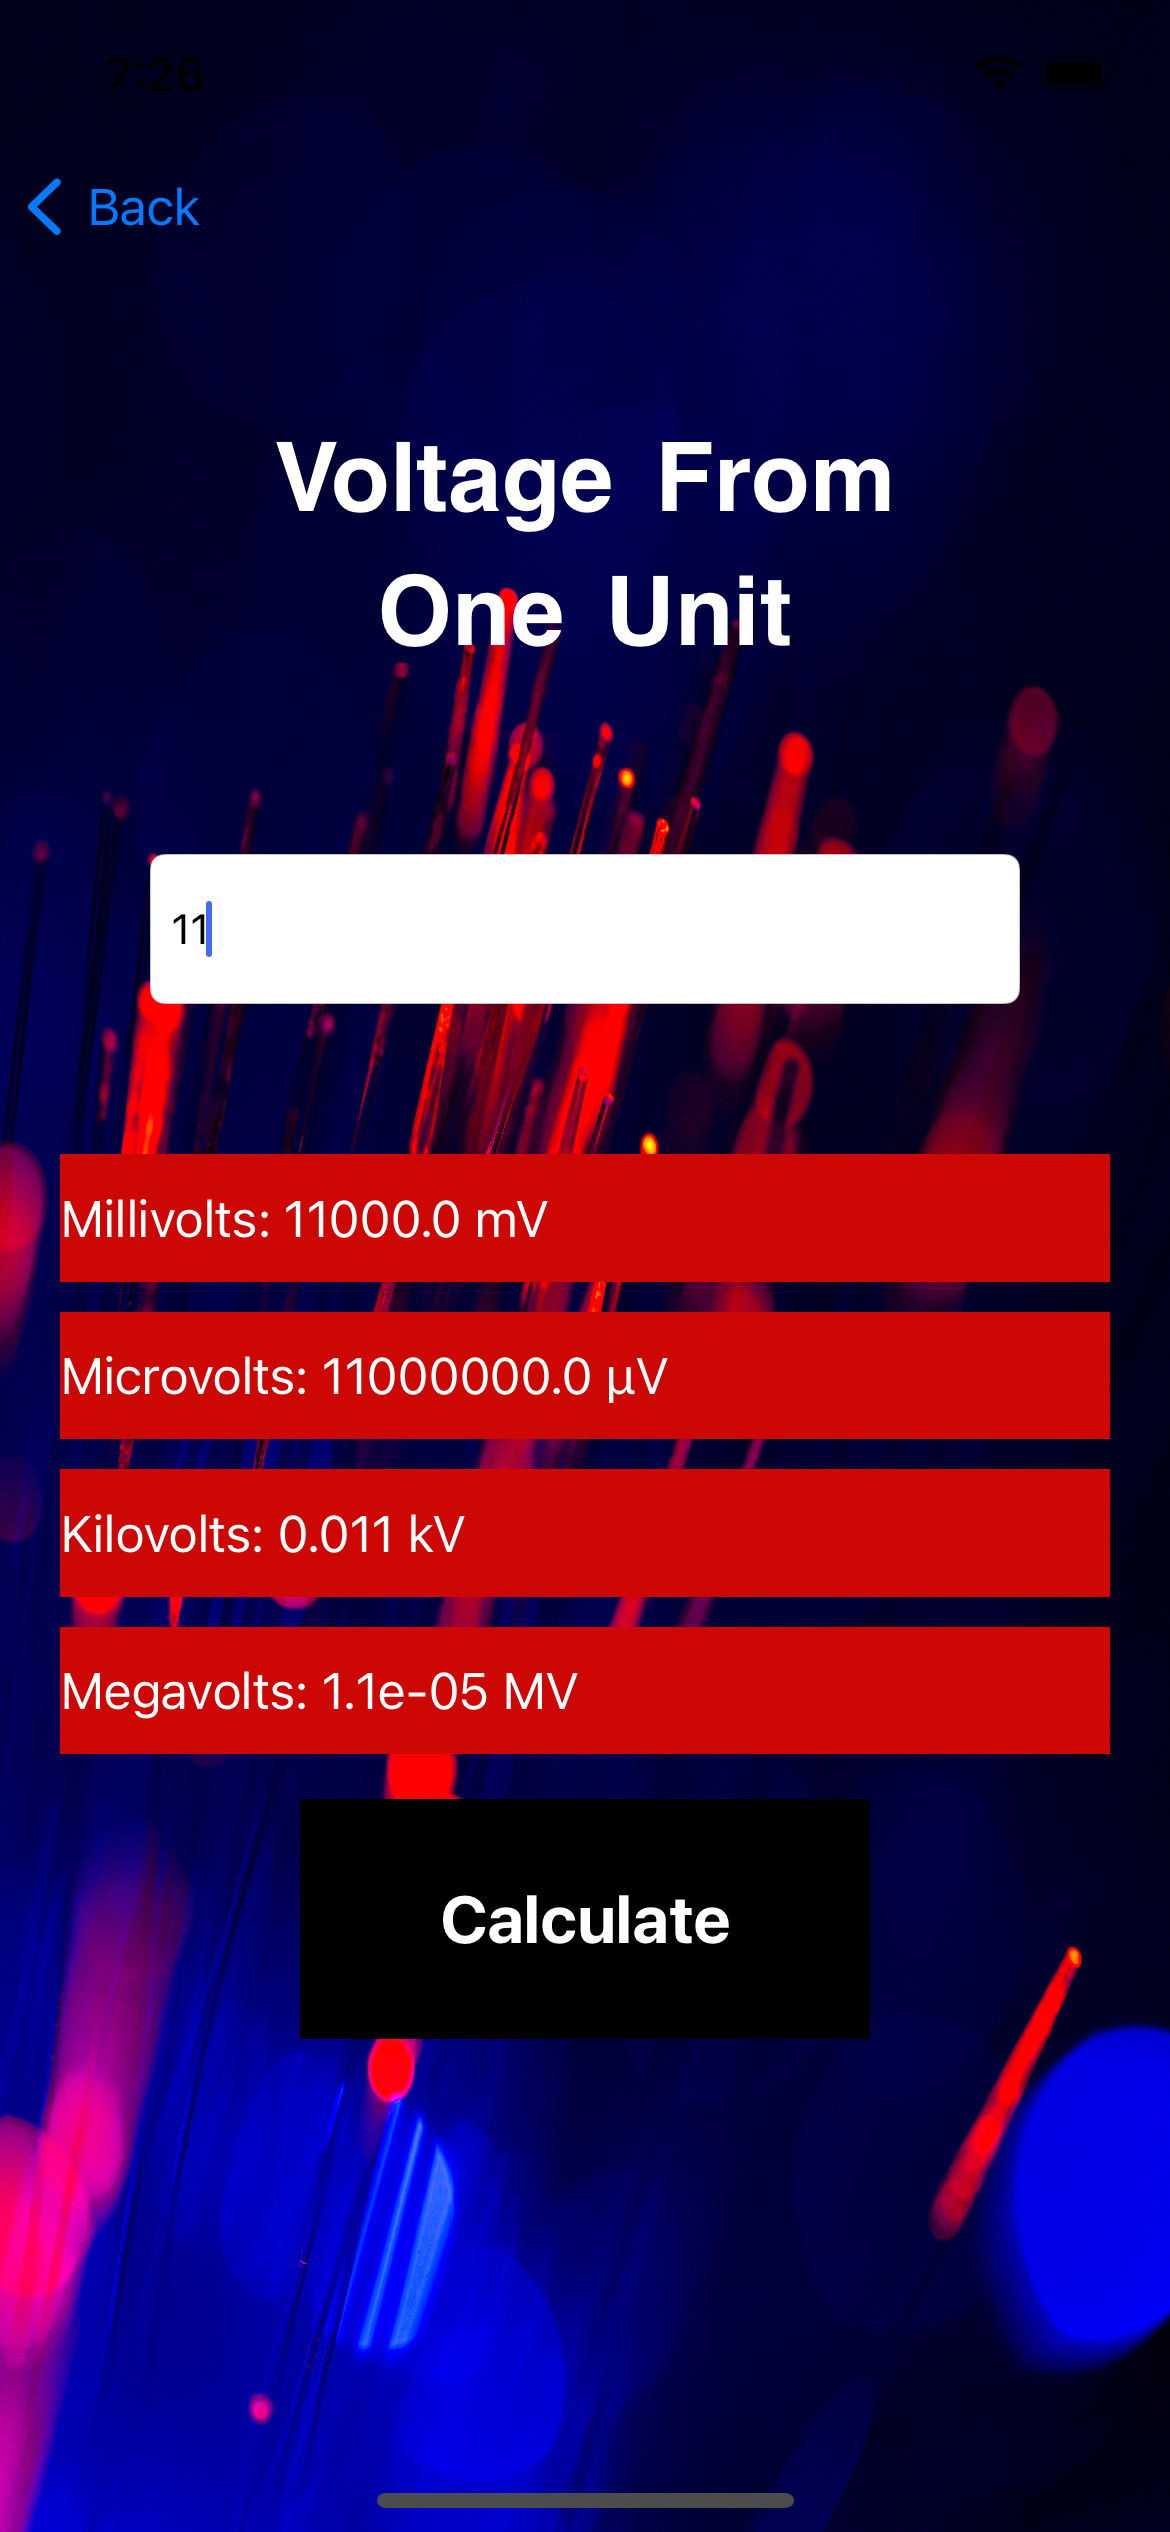 7:26
Back
Voltage From
One Unit
11
Millivolts: 11000.0 mV
Microvolts: 11000000.0 µV
Kilovolts: 0.011 kV
Megavolts: 1.1e-05 MV
Calculate